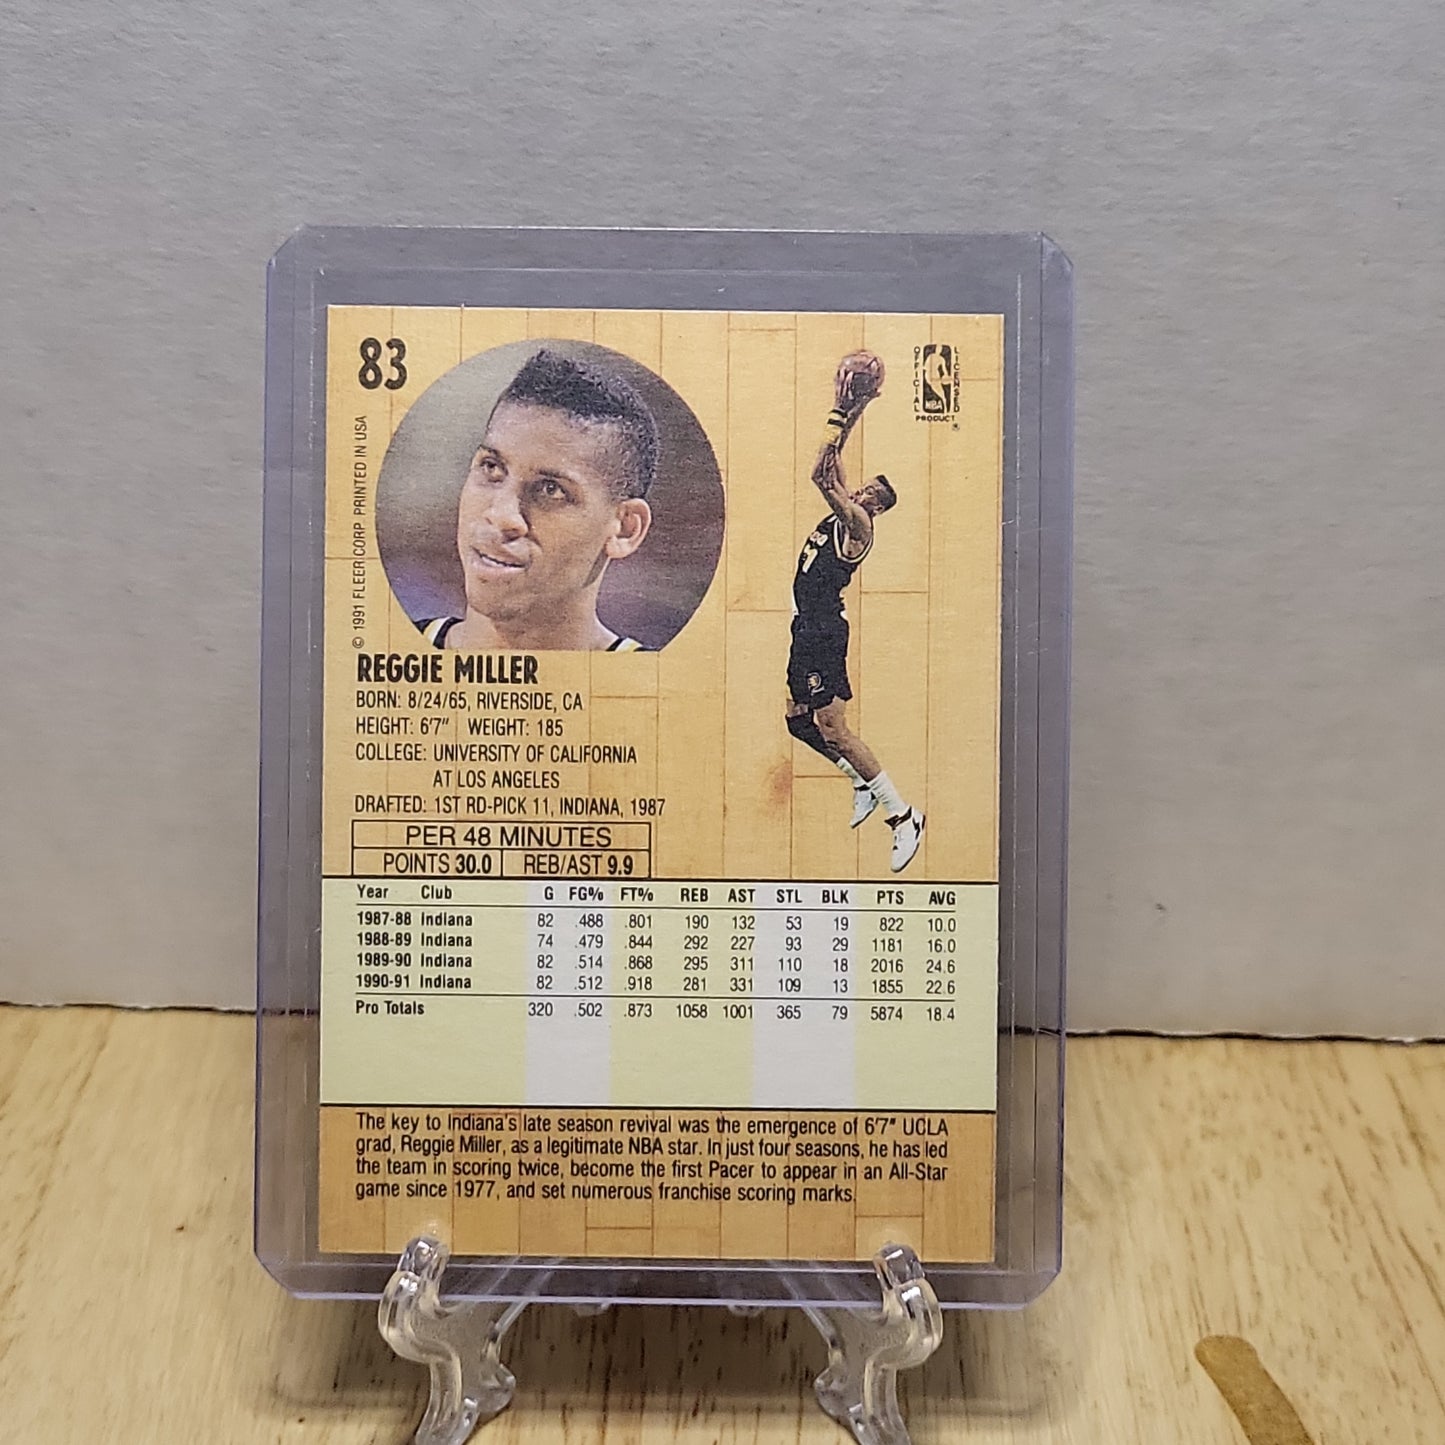 83
OFFICIAL LICENSED
NBA
PRODUCT
®
© 1991 FLEER CORP. PRINTED IN USA
REGGIE MILLER
BORN: 8/24/65, RIVERSIDE, CA
HEIGHT: 6'7" WEIGHT: 185
COLLEGE: UNIVERSITY OF CALIFORNIA
AT LOS ANGELES
DRAFTED: 1ST RD-PICK 11, INDIANA, 1987
PER 48 MINUTES
POINTS 30.0 REB/AST 9.9
Year Club G FG% FT% REB AST STL BLK PTS AVG
1987-88 Indiana 82 .488 .801 190 132 53 19 822 10.0
1988-89 Indiana 74 .479 .844 292 227 93 29 1181 16.0
1989-90 Indiana 82 .514 .868 295 311 110 18 2016 24.6
1990-91 Indiana 82 .512 .918 281 331 109 13 1855 22.6
Pro Totals 320 .502 .873 1058 1001 365 79 5874 18.4
The key to Indiana's late season revival was the emergence of 6'7" UCLA
grad, Reggie Miller, as a legitimate NBA star. In just four seasons, he has led
the team in scoring twice, become the first Pacer to appear in an All-Star
game since 1977, and set numerous franchise scoring marks.